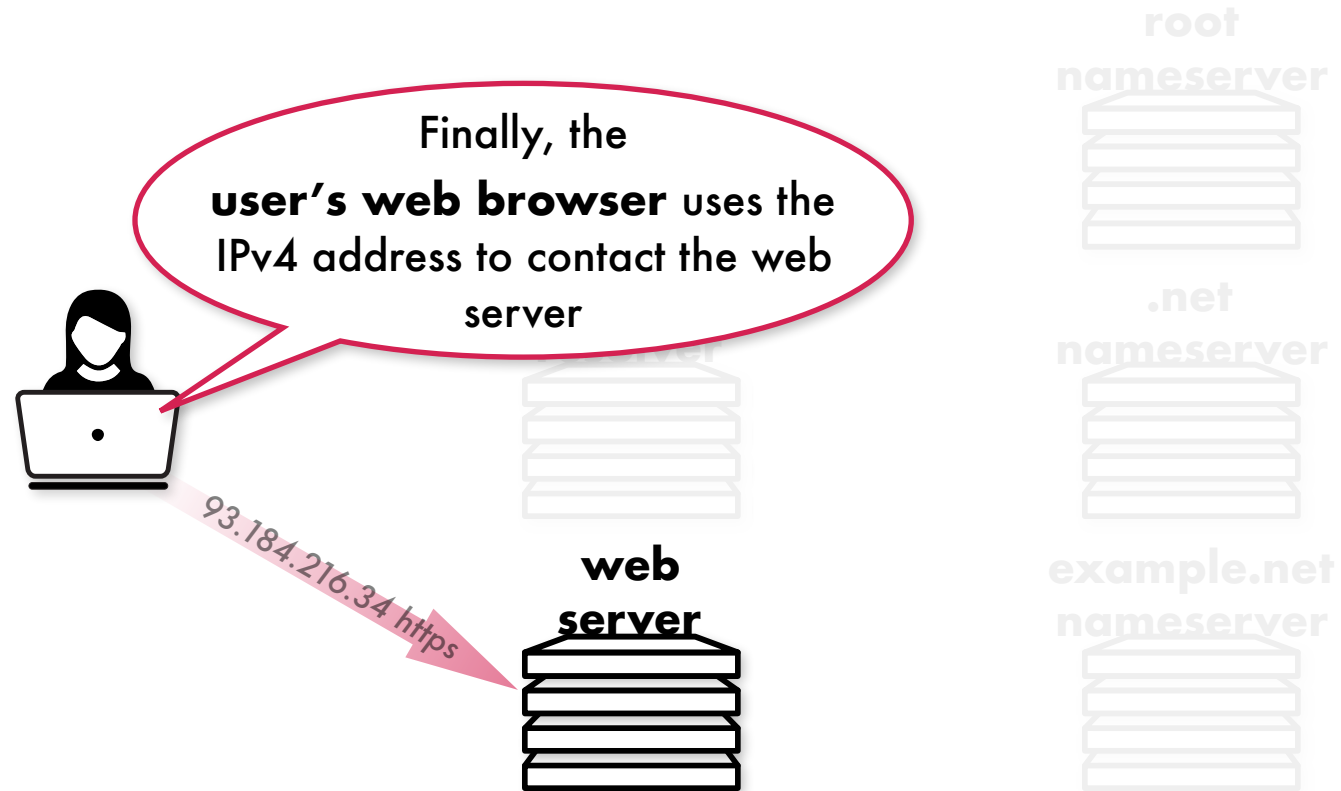 root
nameserver
Finally, the
user’s web browser uses the
IPv4 address to contact the web
server
.net
nameserver
93.184.216.34 https
web
server
example.net
nameserver